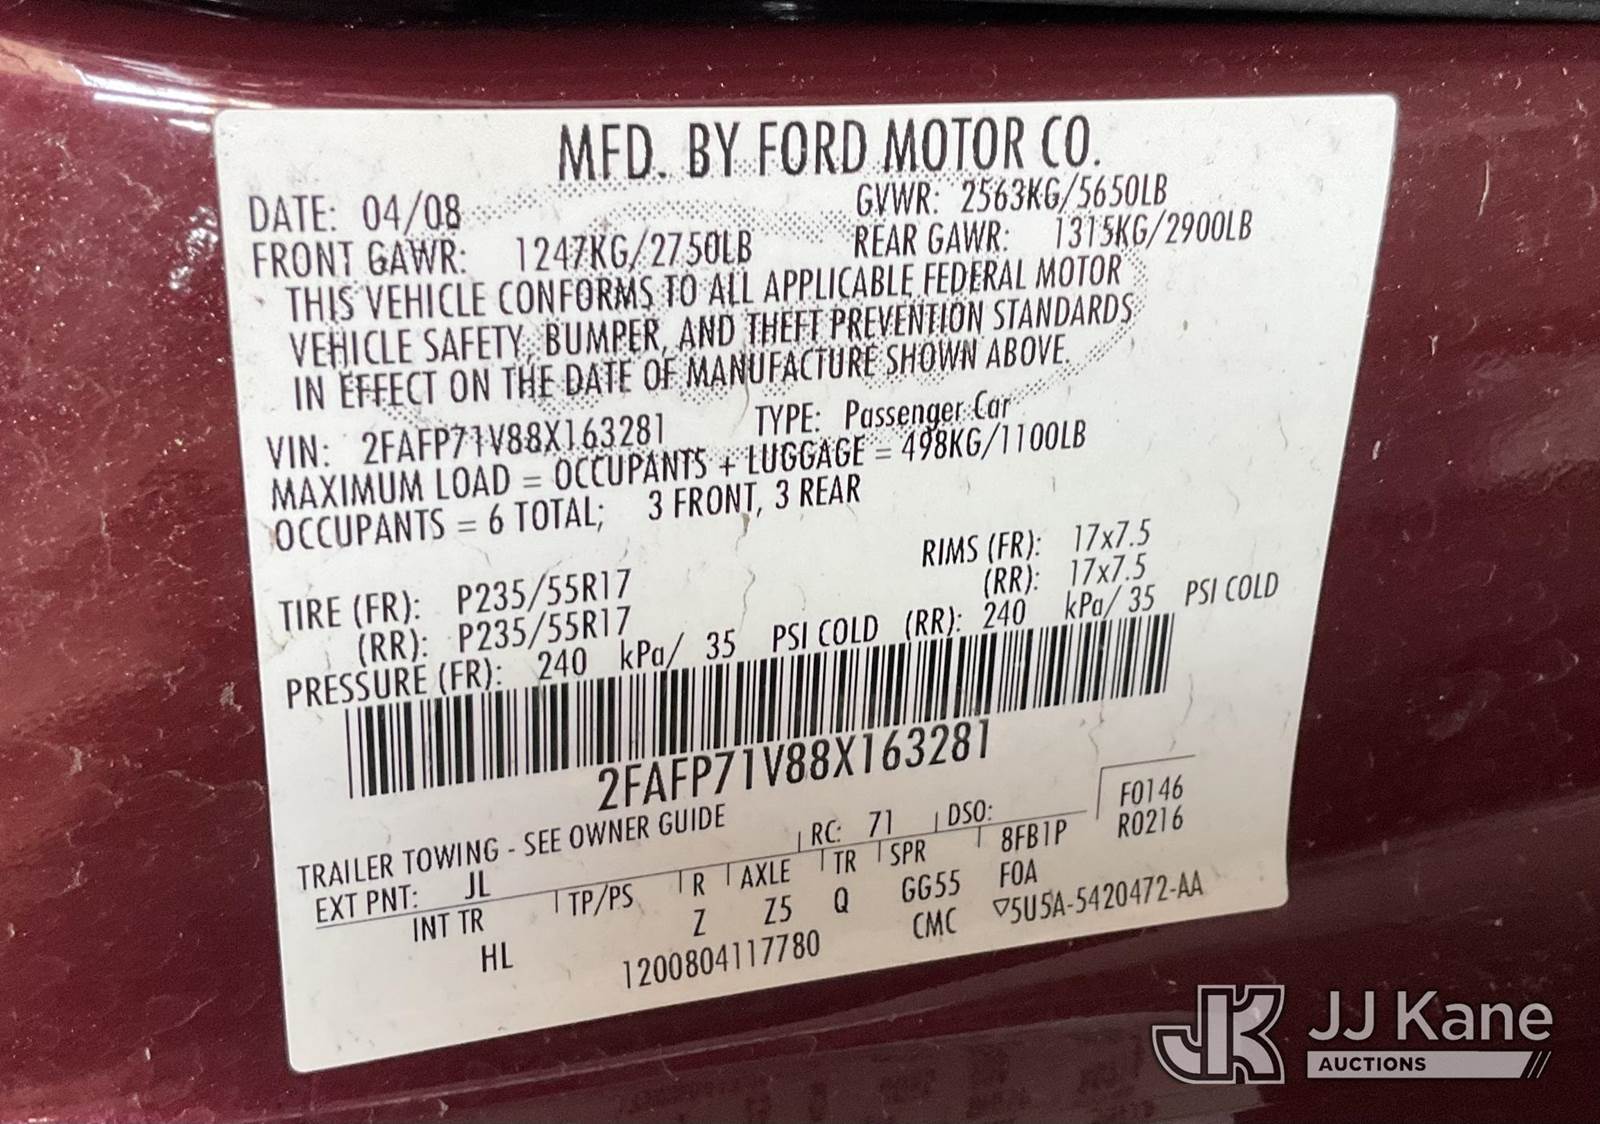 MFD. BY FORD MOTOR CO.
DATE: 04/08 GVWR: 2563KG/5650LB
FRONT GAWR: 1247KG/2750LB REAR GAWR: 1315KG/2900LB
THIS VEHICLE CONFORMS TO ALL APPLICABLE FEDERAL MOTOR
VEHICLE SAFETY, BUMPER, AND THEFT PREVENTION STANDARDS
IN EFFECT ON THE DATE OF MANUFACTURE SHOWN ABOVE.
VIN: 2FAFP71V88X163281 TYPE: Passenger Car
MAXIMUM LOAD = OCCUPANTS + LUGGAGE = 498KG/1100LB
OCCUPANTS = 6 TOTAL; 3 FRONT, 3 REAR
TIRE (FR): P235/55R17 RIMS (FR): 17x7.5
(RR): P235/55R17 (RR): 17x7.5
PRESSURE (FR): 240 kPa/ 35 PSI COLD (RR): 240 kPa/ 35 PSI COLD
2FAFP71V88X163281
TRAILER TOWING - SEE OWNER GUIDE
EXT PNT: JL RC: 71 DSO: F0146
INT TR TP/PS R AXLE TR SPR 8FB1P R0216
HL Z Z5 Q GG55 F0A
1200804117780 CMC ▽5U5A-5420472-AA
JK JJ Kane
AUCTIONS